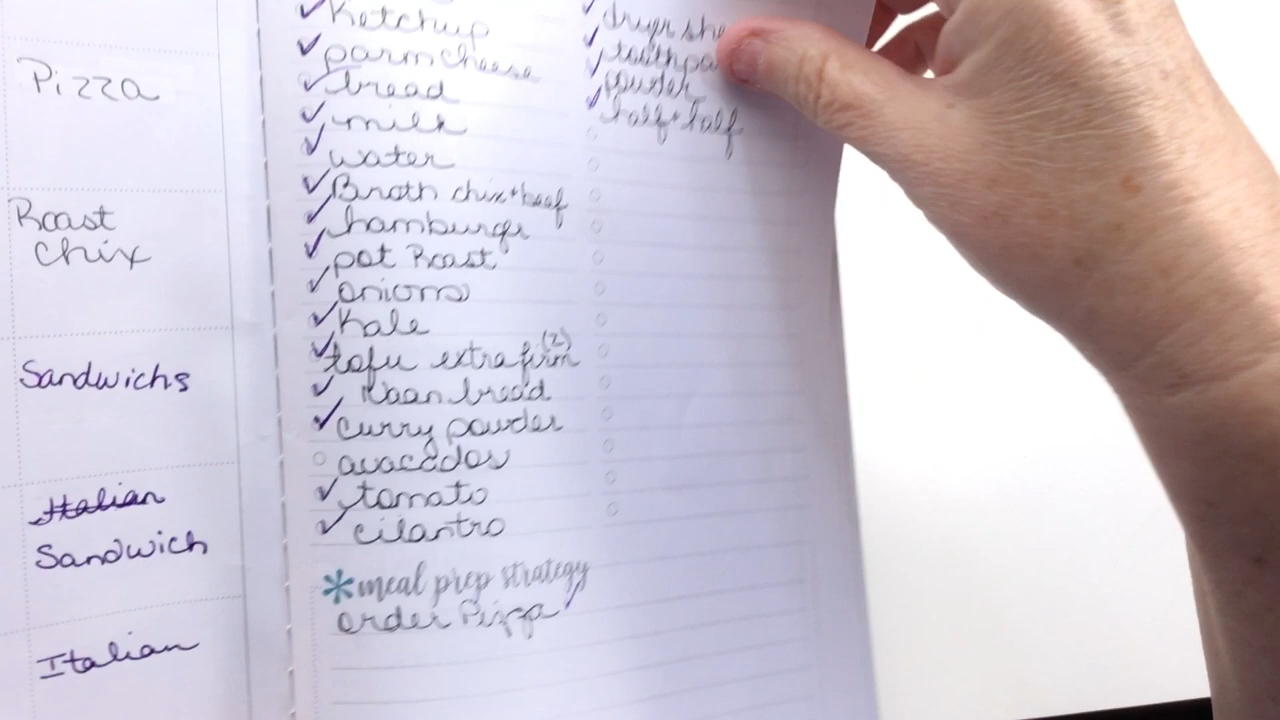 Pizza
Roast
Chix
Sandwichs
Italian
Sandwich
Italian
Ketchup
parm cheese
bread
milk
water
Broth chix + beef
hamburger
pot Roast
onions
Kale
tofu extra firm (2)
Naan bread
curry powder
avacados
tomato
cilantro
*meal prep strategy
order Pizza
dryer she
toothpa
powder
half + half